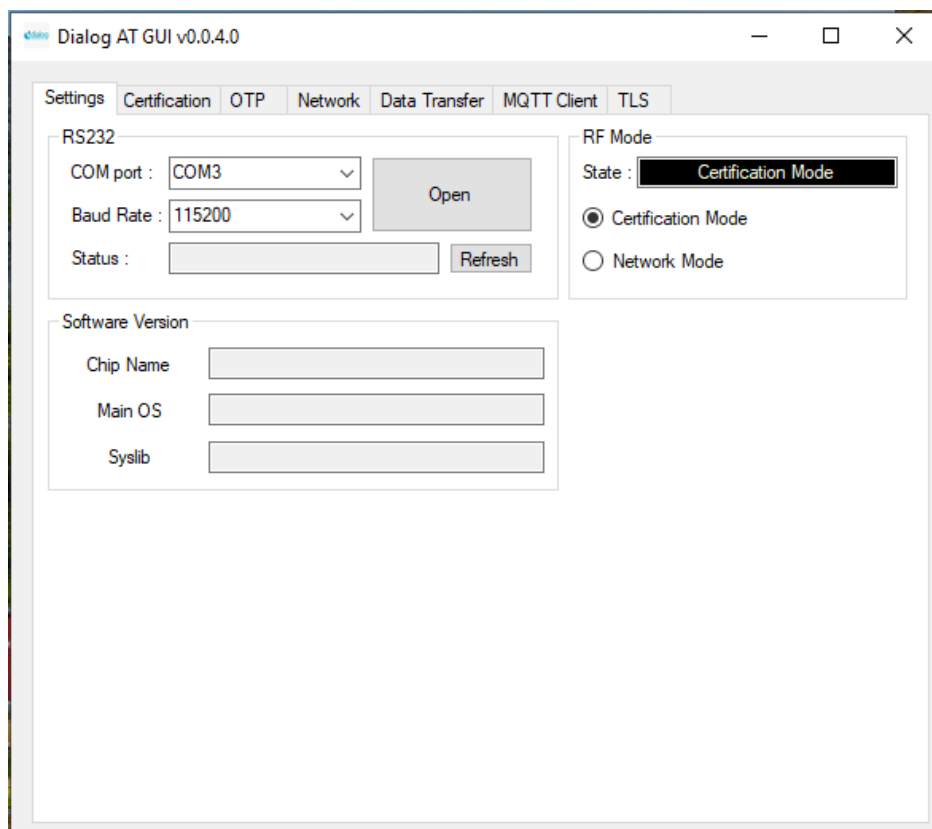 dialog
Dialog AT GUI v0.0.4.0
Settings Certification OTP Network Data Transfer MQTT Client TLS
RS232
COM port : COM3
Open
Baud Rate : 115200
Status :
Refresh
RF Mode
State : Certification Mode
Certification Mode
Network Mode
Software Version
Chip Name
Main OS
Syslib